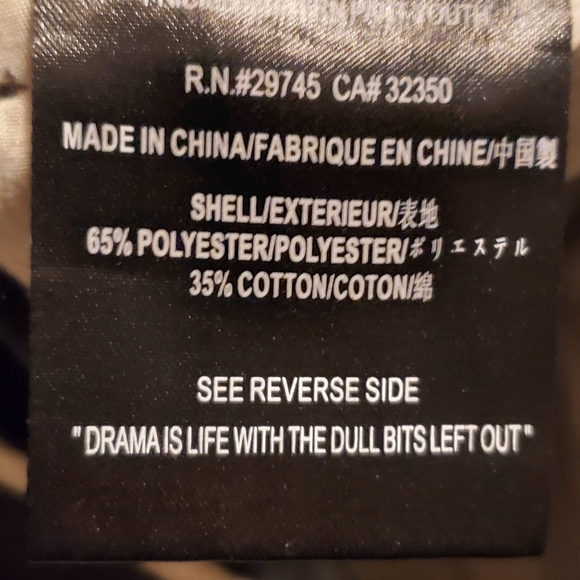 YOUTH
R.N.#29745 CA# 32350
MADE IN CHINA/FABRIQUE EN CHINE/中国製
SHELL/EXTERIEUR/表地
65% POLYESTER/POLYESTER/ポリエステル
35% COTTON/COTON/綿
SEE REVERSE SIDE
"DRAMA IS LIFE WITH THE DULL BITS LEFT OUT"